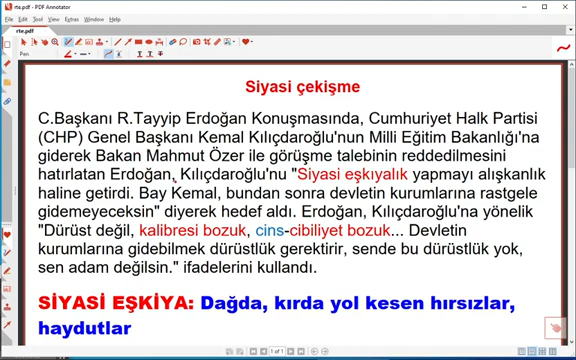 rte.pdf - PDF Annotator
File Edit Tool View Extras Window Help
rte.pdf
Pen
Siyasi çekişme
C.Başkanı R.Tayyip Erdoğan Konuşmasında, Cumhuriyet Halk Partisi
(CHP) Genel Başkanı Kemal Kılıçdaroğlu'nun Milli Eğitim Bakanlığı'na
giderek Bakan Mahmut Özer ile görüşme talebinin reddedilmesini
hatırlatan Erdoğan, Kılıçdaroğlu'nu "Siyasi eşkıyalık yapmayı alışkanlık
haline getirdi. Bay Kemal, bundan sonra devletin kurumlarına rastgele
gidemeyeceksin" diyerek hedef aldı. Erdoğan, Kılıçdaroğlu'na yönelik
"Dürüst değil, kalibresi bozuk, cins-cibiliyet bozuk... Devletin
kurumlarına gidebilmek dürüstlük gerektirir, sende bu dürüstlük yok,
sen adam değilsin." ifadelerini kullandı.
SİYASİ EŞKİYA: Dağda, kırda yol kesen hırsızlar,
haydutlar
1 of 1